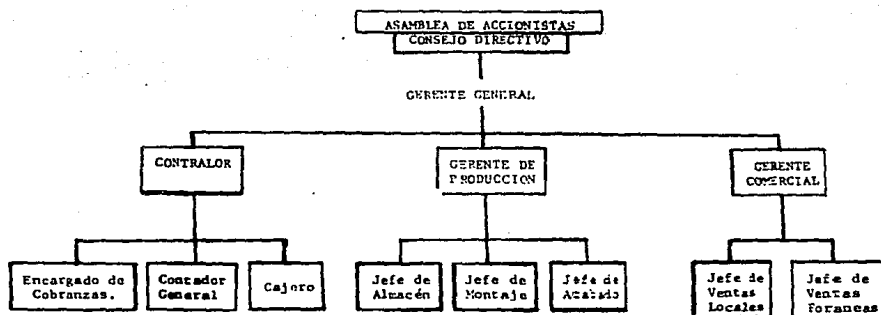 ASAMBLEA DE ACCIONISTAS
CONSEJO DIRECTIVO
GERENTE GENERAL
CONTRALOR
GERENTE DE
PRODUCCION
GERENTE
COMERCIAL
Encargado de
Cobranzas.
Contador
General
Cajero
Jefe de
Almacén
Jefe de
Montaje
Jefe de
Acabado
Jefe de
Ventas
Locales
Jefe de
Ventas
Foraneas